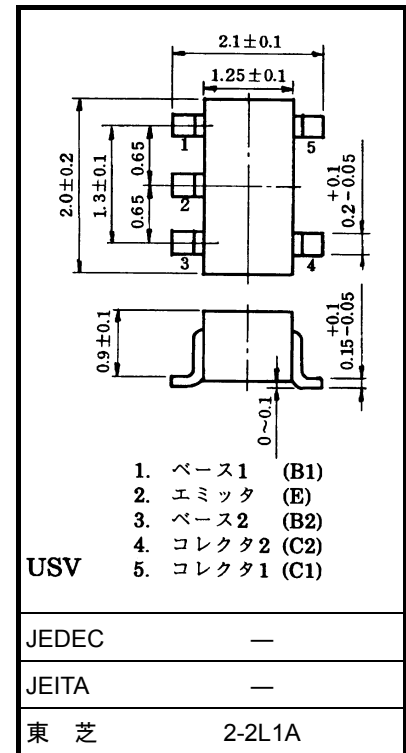 2.1±0.1
1.25±0.1
2.0±0.2
1.3±0.1
0.65
0.65
1
2
3
5
4
+0.1
0.2-0.05
0.9±0.1
+0.1
0.15-0.05
0~0.1
1. ベース1 (B1)
2. エミッタ (E)
3. ベース2 (B2)
4. コレクタ2 (C2)
USV 5. コレクタ1 (C1)
JEDEC ―
JEITA ―
東 芝 2-2L1A